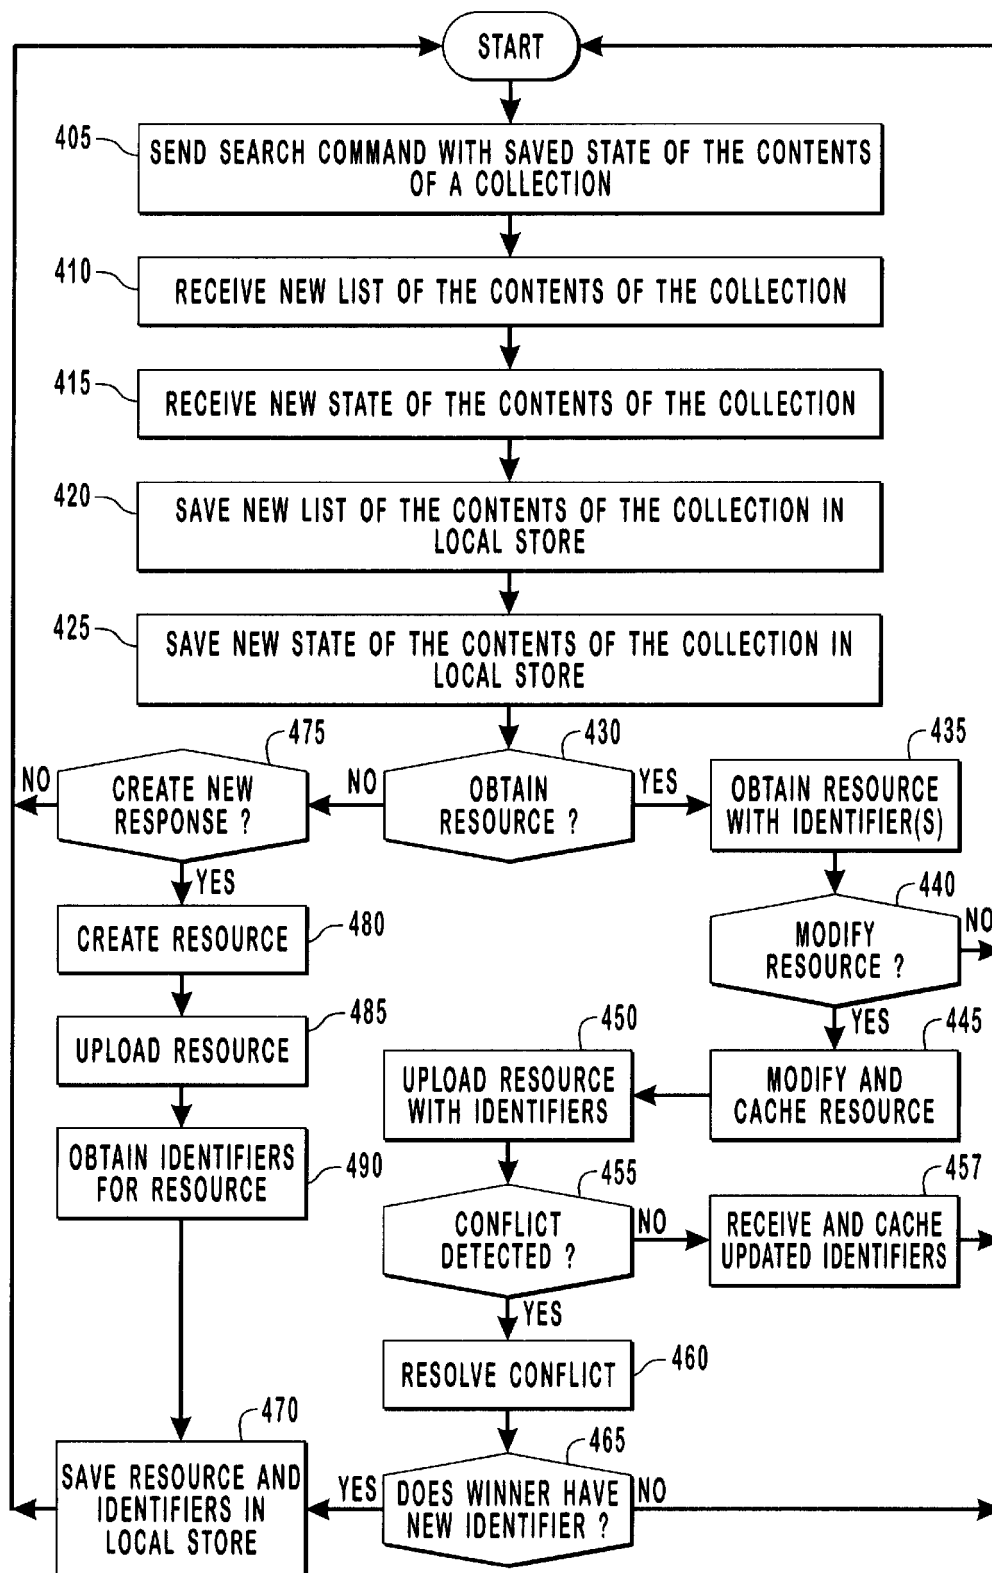 START
405
SEND SEARCH COMMAND WITH SAVED STATE OF THE CONTENTS
OF A COLLECTION
410
RECEIVE NEW LIST OF THE CONTENTS OF THE COLLECTION
415
RECEIVE NEW STATE OF THE CONTENTS OF THE COLLECTION
420
SAVE NEW LIST OF THE CONTENTS OF THE COLLECTION IN
LOCAL STORE
425
SAVE NEW STATE OF THE CONTENTS OF THE COLLECTION IN
LOCAL STORE
475
NO
CREATE NEW
RESPONSE ?
YES
430
NO
OBTAIN
RESOURCE ?
YES
435
OBTAIN RESOURCE
WITH IDENTIFIER(S)
440
MODIFY
RESOURCE ?
NO
YES
CREATE RESOURCE
480
UPLOAD RESOURCE
485
OBTAIN IDENTIFIERS
FOR RESOURCE
490
450
UPLOAD RESOURCE
WITH IDENTIFIERS
445
MODIFY AND
CACHE RESOURCE
455
CONFLICT
DETECTED ?
NO
YES
457
RECEIVE AND CACHE
UPDATED IDENTIFIERS
RESOLVE CONFLICT
460
470
SAVE RESOURCE AND
IDENTIFIERS IN
LOCAL STORE
465
YES
DOES WINNER HAVE
NEW IDENTIFIER ?
NO